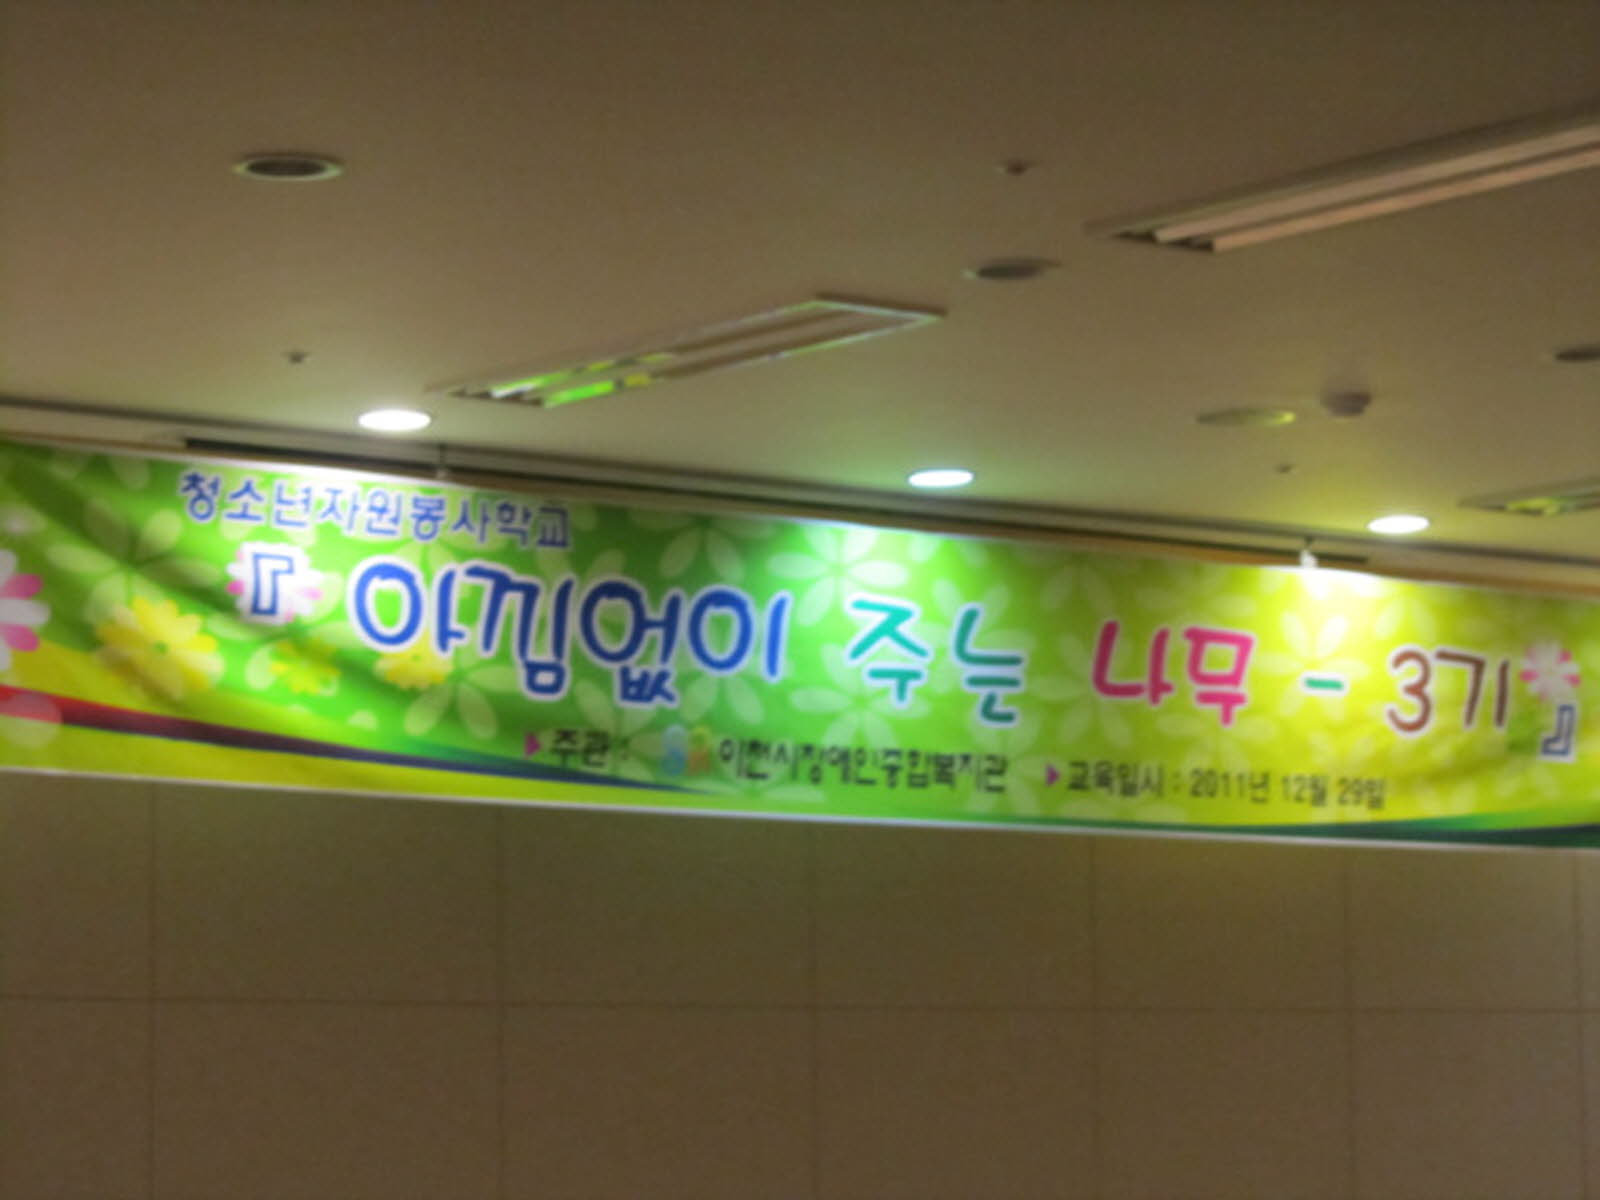 청소년자원봉사학교
『 아낌없이 주는 나무 - 3기 』
주관 : 이천시장애인종합복지관 교육일시 : 2011년 12월 29일